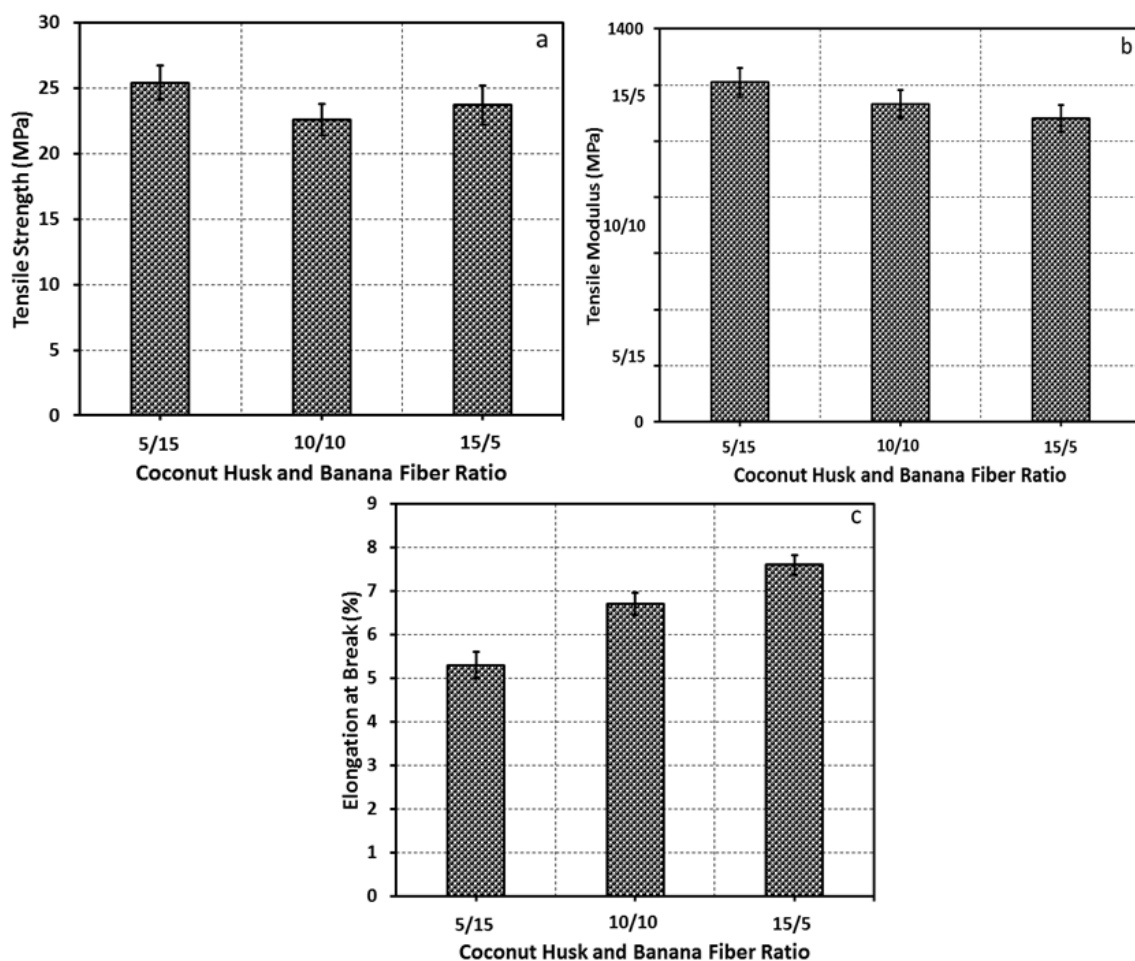 a
30
25
20
15
10
5
0
Tensile Strength (MPa)
5/15 10/10 15/5
Coconut Husk and Banana Fiber Ratio
b
1400
15/5
10/10
5/15
0
Tensile Modulus (MPa)
5/15 10/10 15/5
Coconut Husk and Banana Fiber Ratio
c
9
8
7
6
5
4
3
2
1
0
Elongation at Break (%)
5/15 10/10 15/5
Coconut Husk and Banana Fiber Ratio